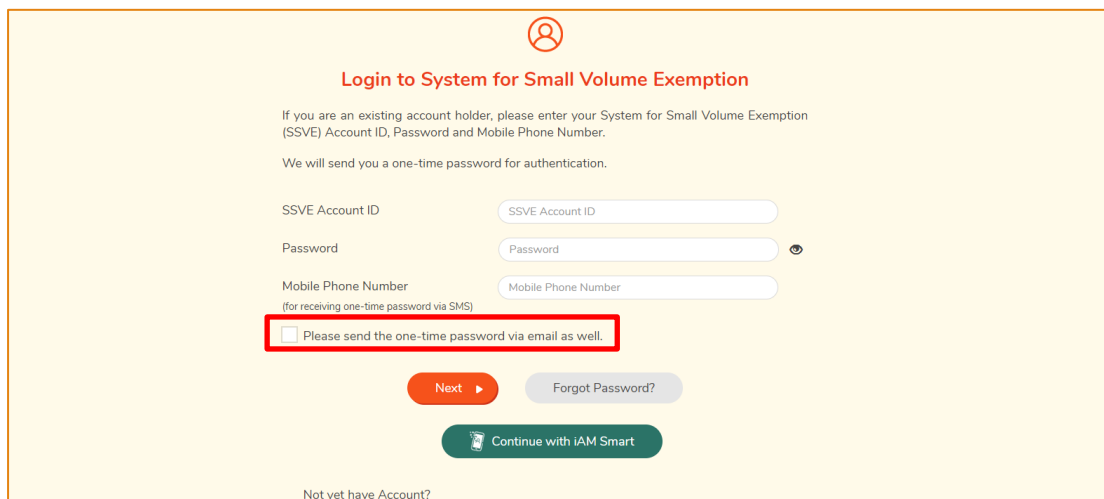 Login to System for Small Volume Exemption
If you are an existing account holder, please enter your System for Small Volume Exemption
(SSVE) Account ID, Password and Mobile Phone Number.
We will send you a one-time password for authentication.
SSVE Account ID
SSVE Account ID
Password
Password
Mobile Phone Number
Mobile Phone Number
(for receiving one-time password via SMS)
Please send the one-time password via email as well.
Next
Forgot Password?
Continue with iAM Smart
Not yet have Account?